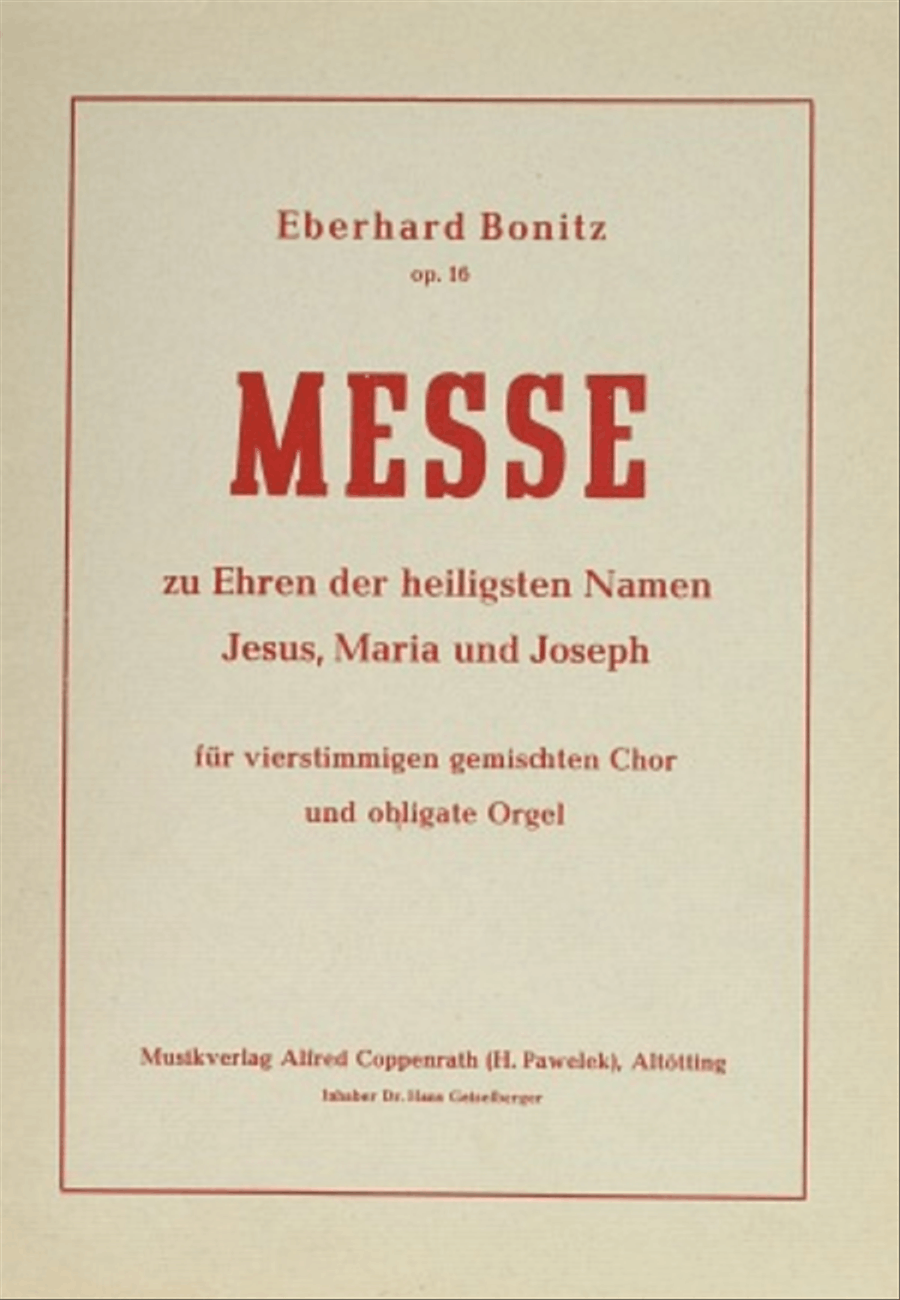 Eberhard Bonitz
op. 16
MESSE
zu Ehren der heiligsten Namen
Jesus, Maria und Joseph
für vierstimmigen gemischten Chor
und obligate Orgel
Musikverlag Alfred Coppenrath (H. Pawelek), Altötting
Inhaber Dr. Hans Geiselberger